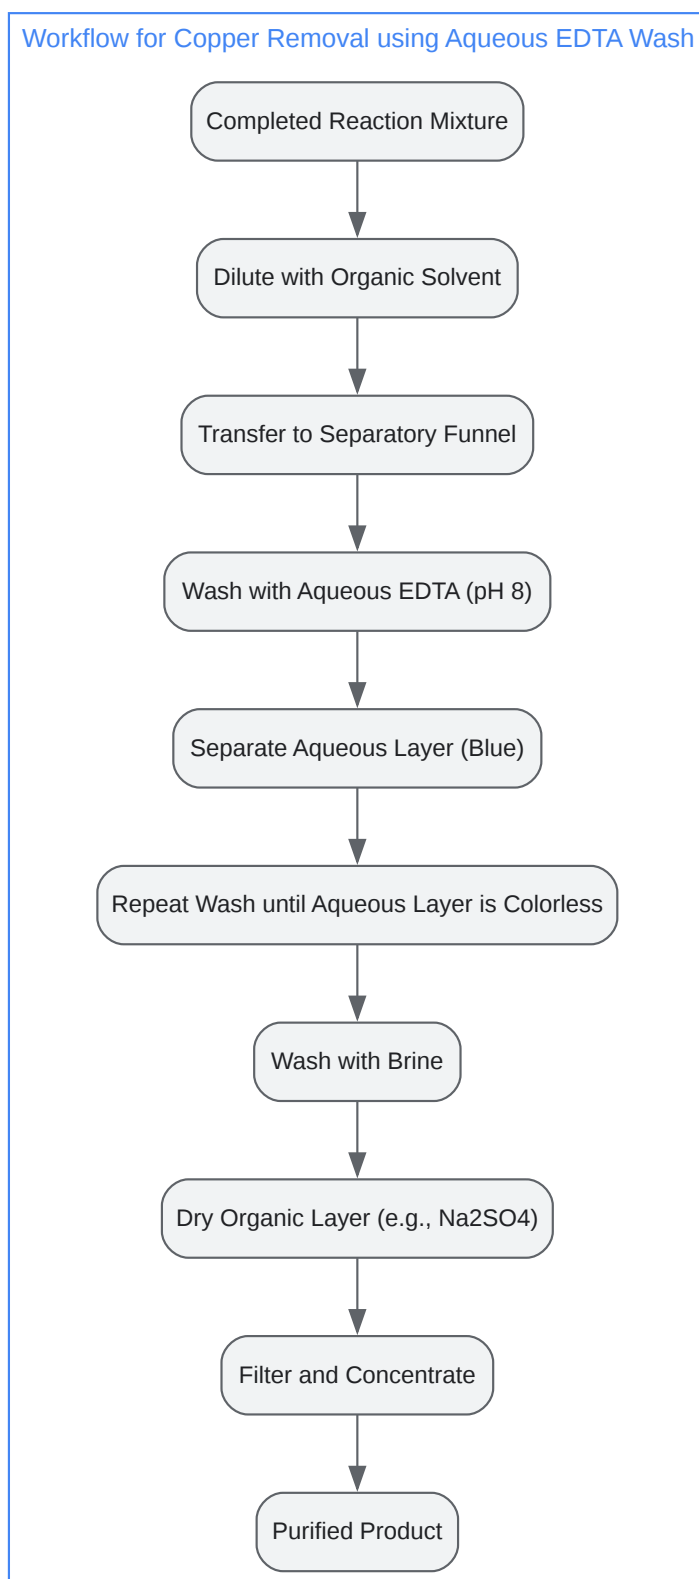 Workflow for Copper Removal using Aqueous EDTA Wash
Completed Reaction Mixture
Dilute with Organic Solvent
Transfer to Separatory Funnel
Wash with Aqueous EDTA (pH 8)
Separate Aqueous Layer (Blue)
Repeat Wash until Aqueous Layer is Colorless
Wash with Brine
Dry Organic Layer (e.g., Na2SO4)
Filter and Concentrate
Purified Product